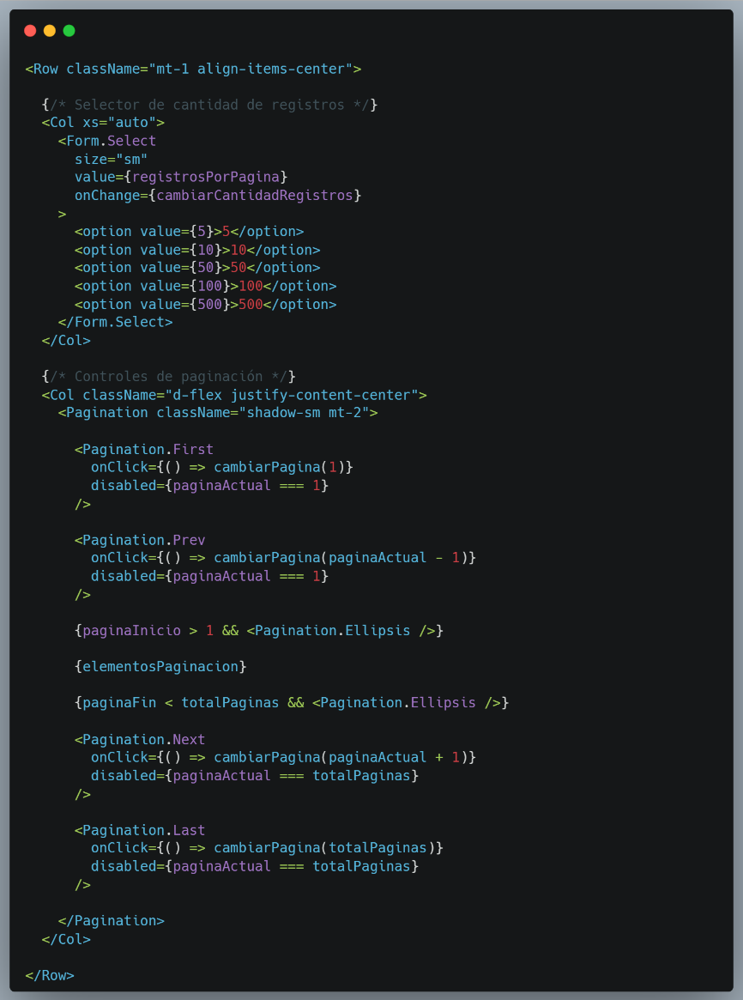 <Row className="mt-1 align-items-center">
{/* Selector de cantidad de registros */}
<Col xs="auto">
<Form.Select
size="sm"
value={registrosPorPagina}
onChange={cambiarCantidadRegistros}
>
<option value={5}>5</option>
<option value={10}>10</option>
<option value={50}>50</option>
<option value={100}>100</option>
<option value={500}>500</option>
</Form.Select>
</Col>
{/* Controles de paginación */}
<Col className="d-flex justify-content-center">
<Pagination className="shadow-sm mt-2">
<Pagination.First
onClick={() => cambiarPagina(1)}
disabled={paginaActual === 1}
/>
<Pagination.Prev
onClick={() => cambiarPagina(paginaActual - 1)}
disabled={paginaActual === 1}
/>
{paginaInicio > 1 && <Pagination.Ellipsis />}
{elementosPaginacion}
{paginaFin < totalPaginas && <Pagination.Ellipsis />}
<Pagination.Next
onClick={() => cambiarPagina(paginaActual + 1)}
disabled={paginaActual === totalPaginas}
/>
<Pagination.Last
onClick={() => cambiarPagina(totalPaginas)}
disabled={paginaActual === totalPaginas}
/>
</Pagination>
</Col>
</Row>